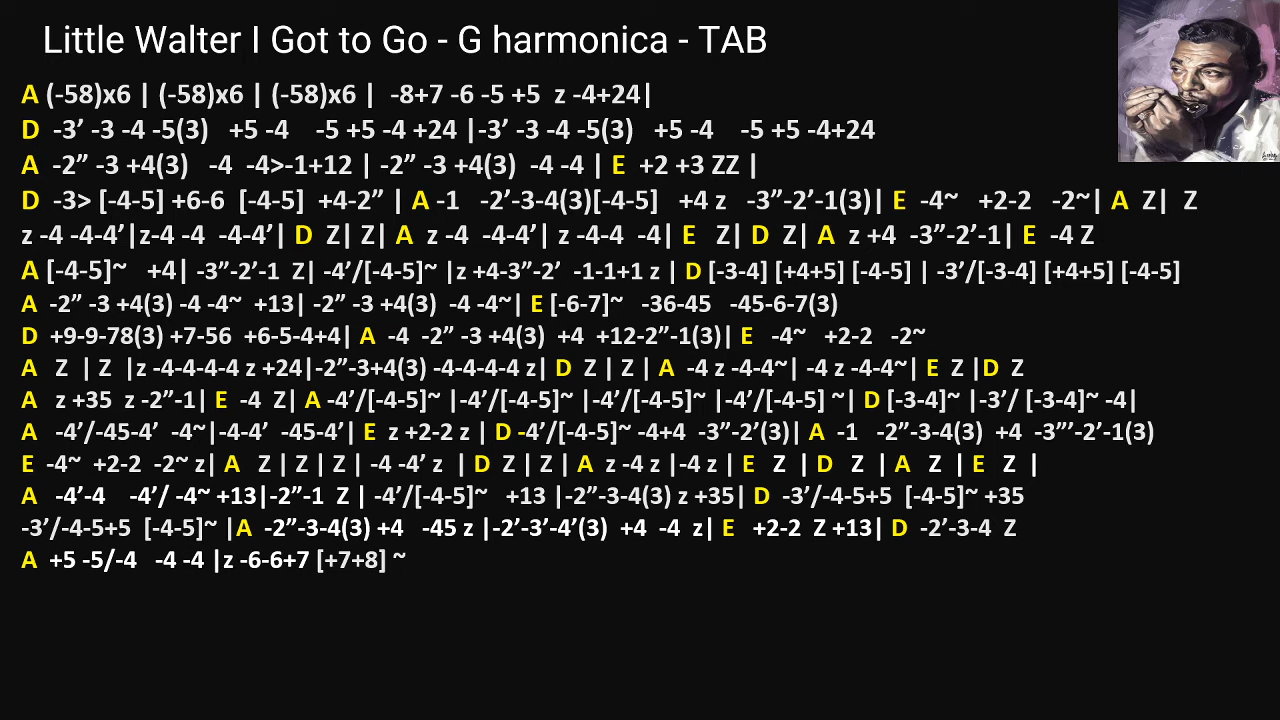 Little Walter I Got to Go - G harmonica - TAB
A (-58)x6 | (-58)x6 | (-58)x6 | -8+7 -6 -5 +5 z -4+24|
D -3’ -3 -4 -5(3) +5 -4 -5 +5 -4 +24 |-3’ -3 -4 -5(3) +5 -4 -5 +5 -4+24
A -2” -3 +4(3) -4 -4>-1+12 | -2” -3 +4(3) -4 -4 | E +2 +3 ZZ |
D -3> [-4-5] +6-6 [-4-5] +4-2” | A -1 -2’-3-4(3)[-4-5] +4 z -3”-2’-1(3)| E -4~ +2-2 -2~| A Z| Z
z -4 -4-4’|z-4 -4 -4-4’| D Z| Z| A z -4 -4-4’| z -4-4 -4| E Z| D Z| A z +4 -3”-2’-1| E -4 Z
A [-4-5]~ +4| -3”-2’-1 Z| -4’/[-4-5]~ |z +4-3”-2’ -1-1+1 z | D [-3-4] [+4+5] [-4-5] | -3’/[-3-4] [+4+5] [-4-5]
A -2” -3 +4(3) -4 -4~ +13| -2” -3 +4(3) -4 -4~| E [-6-7]~ -36-45 -45-6-7(3)
D +9-9-78(3) +7-56 +6-5-4+4| A -4 -2” -3 +4(3) +4 +12-2”-1(3)| E -4~ +2-2 -2~
A Z | Z |z -4-4-4-4 z +24|-2”-3+4(3) -4-4-4-4 z| D Z | Z | A -4 z -4-4~| -4 z -4-4~| E Z |D Z
A z +35 z -2”-1| E -4 Z| A -4’/[-4-5]~ |-4’/[-4-5]~ |-4’/[-4-5]~ |-4’/[-4-5] ~| D [-3-4]~ |-3’/ [-3-4]~ -4|
A -4’/-45-4’ -4~|-4-4’ -45-4’| E z +2-2 z | D -4’/[-4-5]~ -4+4 -3”-2’(3)| A -1 -2”-3-4(3) +4 -3”’-2’-1(3)
E -4~ +2-2 -2~ z| A Z | Z | Z | -4 -4’ z | D Z | Z | A z -4 z |-4 z | E Z | D Z | A Z | E Z |
A -4’-4 -4’/ -4~ +13|-2”-1 Z | -4’/[-4-5]~ +13 |-2”-3-4(3) z +35| D -3’/-4-5+5 [-4-5]~ +35
-3’/-4-5+5 [-4-5]~ |A -2”-3-4(3) +4 -45 z |-2’-3’-4’(3) +4 -4 z| E +2-2 Z +13| D -2’-3-4 Z
A +5 -5/-4 -4 -4 |z -6-6+7 [+7+8] ~